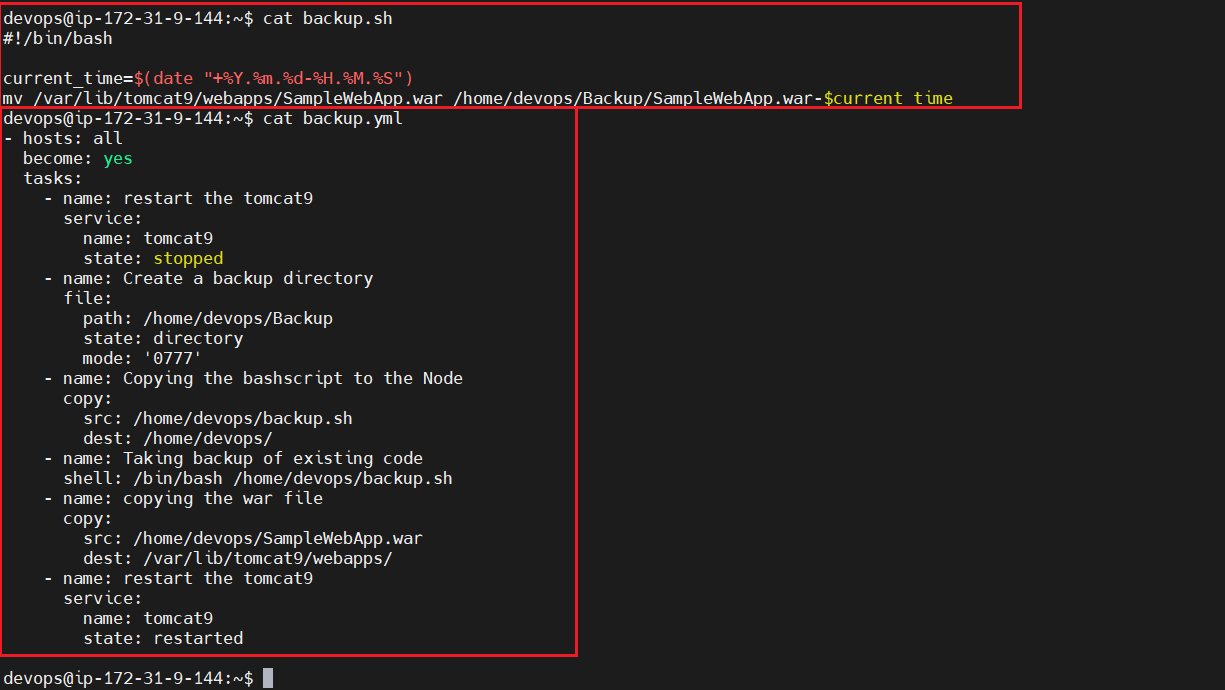 devops@ip-172-31-9-144:~$ cat backup.sh
#!/bin/bash

current_time=$(date "+%Y.%m.%d-%H.%M.%S")
mv /var/lib/tomcat9/webapps/SampleWebApp.war /home/devops/Backup/SampleWebApp.war-$current_time
devops@ip-172-31-9-144:~$ cat backup.yml
- hosts: all
  become: yes
  tasks:
    - name: restart the tomcat9
      service:
        name: tomcat9
        state: stopped
    - name: Create a backup directory
      file:
        path: /home/devops/Backup
        state: directory
        mode: '0777'
    - name: Copying the bashscript to the Node
      copy:
        src: /home/devops/backup.sh
        dest: /home/devops/
    - name: Taking backup of existing code
      shell: /bin/bash /home/devops/backup.sh
    - name: copying the war file
      copy:
        src: /home/devops/SampleWebApp.war
        dest: /var/lib/tomcat9/webapps/
    - name: restart the tomcat9
      service:
        name: tomcat9
        state: restarted

devops@ip-172-31-9-144:~$